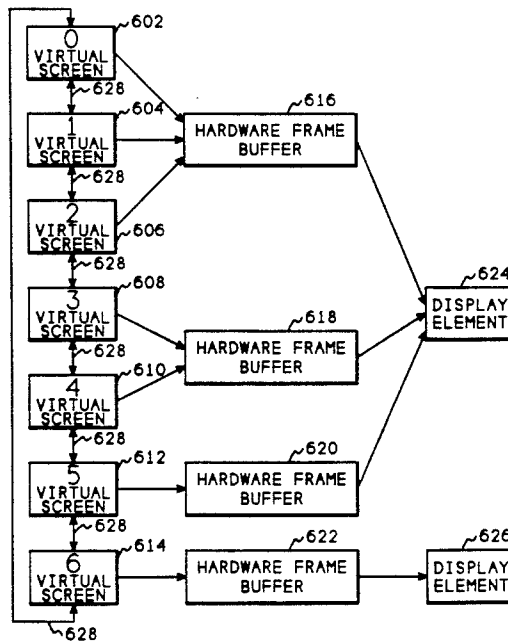 602
0
VIRTUAL
SCREEN
628
604
1
VIRTUAL
SCREEN
616
HARDWARE FRAME
BUFFER
628
2
VIRTUAL
SCREEN
606
628
608
3
VIRTUAL
SCREEN
618
HARDWARE FRAME
BUFFER
624
DISPLAY
ELEMENT
628
610
4
VIRTUAL
SCREEN
628
612
5
VIRTUAL
SCREEN
620
HARDWARE FRAME
BUFFER
628
614
6
VIRTUAL
SCREEN
622
HARDWARE FRAME
BUFFER
626
DISPLAY
ELEMENT
628